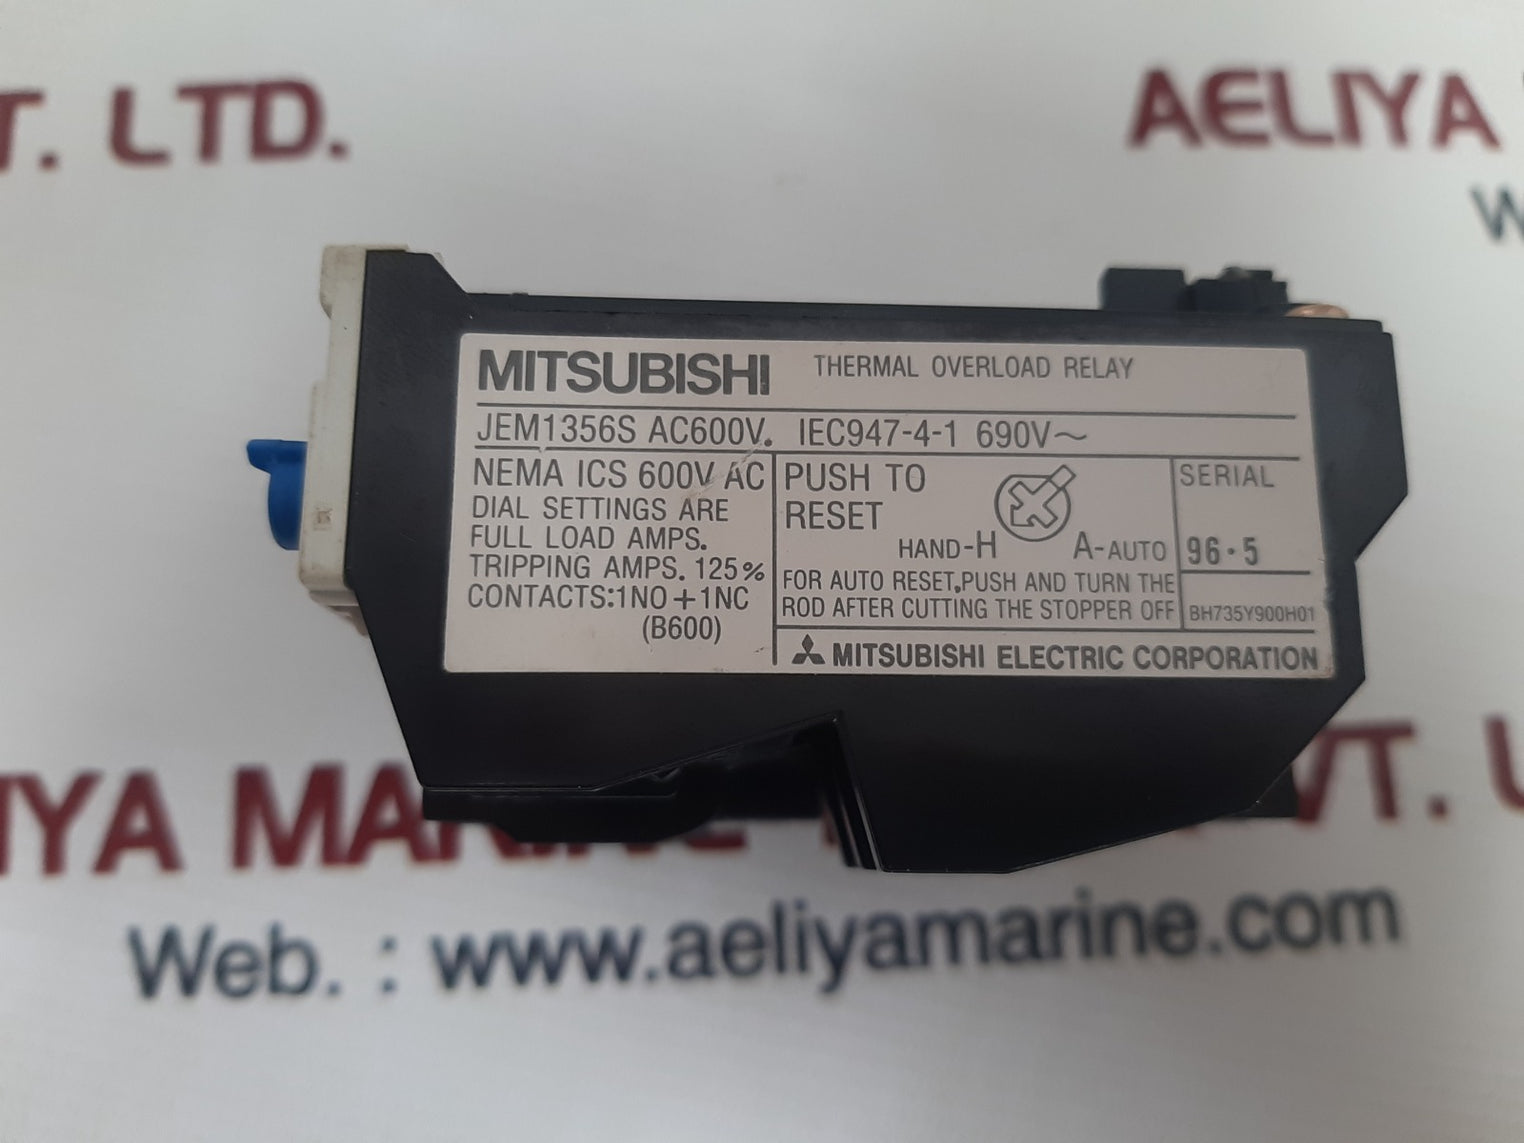 T. LTD.
AELIYA
W
MITSUBISHI THERMAL OVERLOAD RELAY
JEM1356S AC600V. IEC947-4-1 690V~
NEMA ICS 600V AC
DIAL SETTINGS ARE
FULL LOAD AMPS.
TRIPPING AMPS. 125%
CONTACTS:1NO+1NC
(B600)
PUSH TO
RESET
HAND-H A-AUTO
FOR AUTO RESET,PUSH AND TURN THE
ROD AFTER CUTTING THE STOPPER OFF
SERIAL
96·5
BH735Y900H01
MITSUBISHI ELECTRIC CORPORATION
IYA MARINE PVT.
Web. : www.aeliyamarine.com